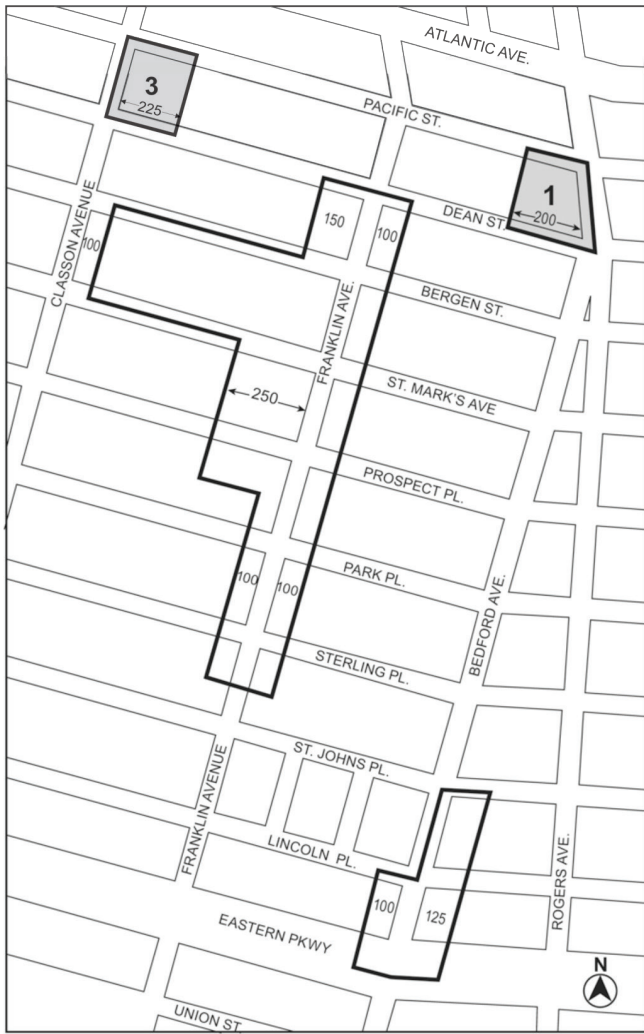 ATLANTIC AVE.
3
225
PACIFIC ST.
1
200
DEAN ST.
150
100
100
CLASSON AVENUE
BERGEN ST.
FRANKLIN AVE.
ST. MARK'S AVE
250
PROSPECT PL.
PARK PL.
100
100
BEDFORD AVE.
STERLING PL.
ST. JOHNS PL.
FRANKLIN AVENUE
LINCOLN PL.
ROGERS AVE.
100
125
EASTERN PKWY
N
UNION ST.